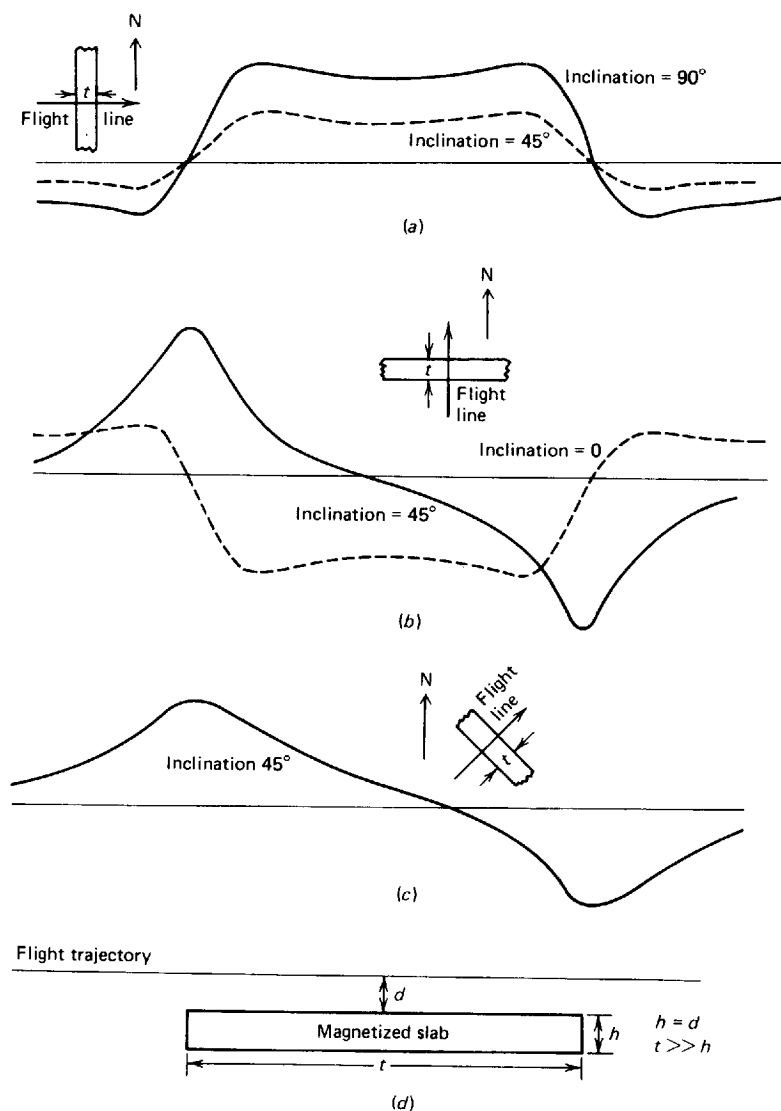 N
t
Flight line
Inclination = 90°
Inclination = 45°
(a)
N
t
Flight
line
Inclination = 0
Inclination = 45°
(b)
N
Flight
line
t
Inclination 45°
(c)
Flight trajectory
d
Magnetized slab
h
h = d
t >> h
t
(d)